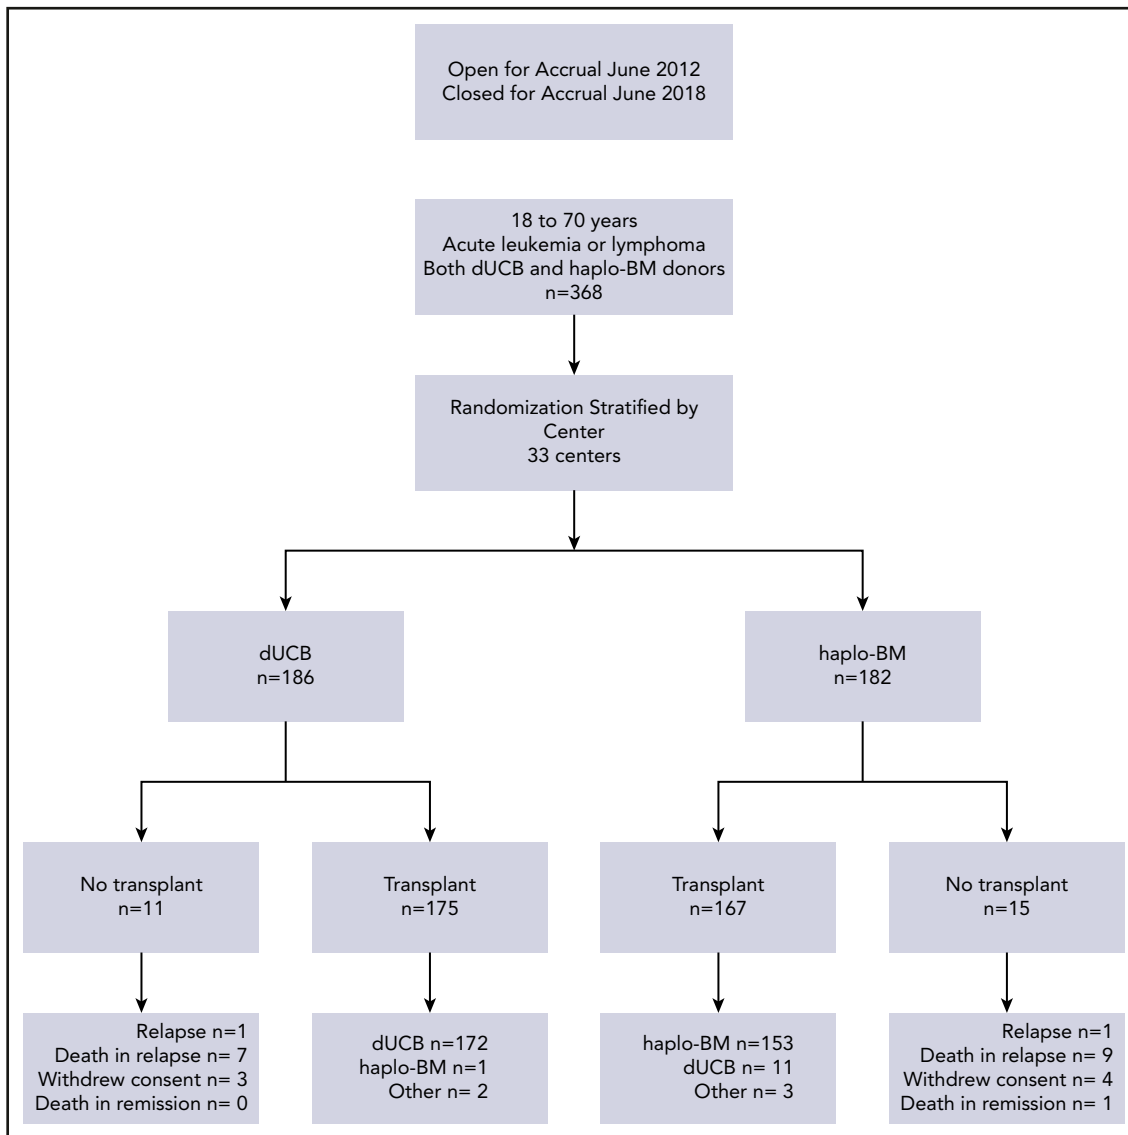 Open for Accrual June 2012
Closed for Accrual June 2018
18 to 70 years
Acute leukemia or lymphoma
Both dUCB and haplo-BM donors
n=368
Randomization Stratified by
Center
33 centers
dUCB
n=186
haplo-BM
n=182
No transplant
n=11
Transplant
n=175
Transplant
n=167
No transplant
n=15
Relapse n=1
Death in relapse n= 7
Withdrew consent n= 3
Death in remission n= 0
dUCB n=172
haplo-BM n=1
Other n= 2
haplo-BM n=153
dUCB n= 11
Other n= 3
Relapse n=1
Death in relapse n= 9
Withdrew consent n= 4
Death in remission n= 1